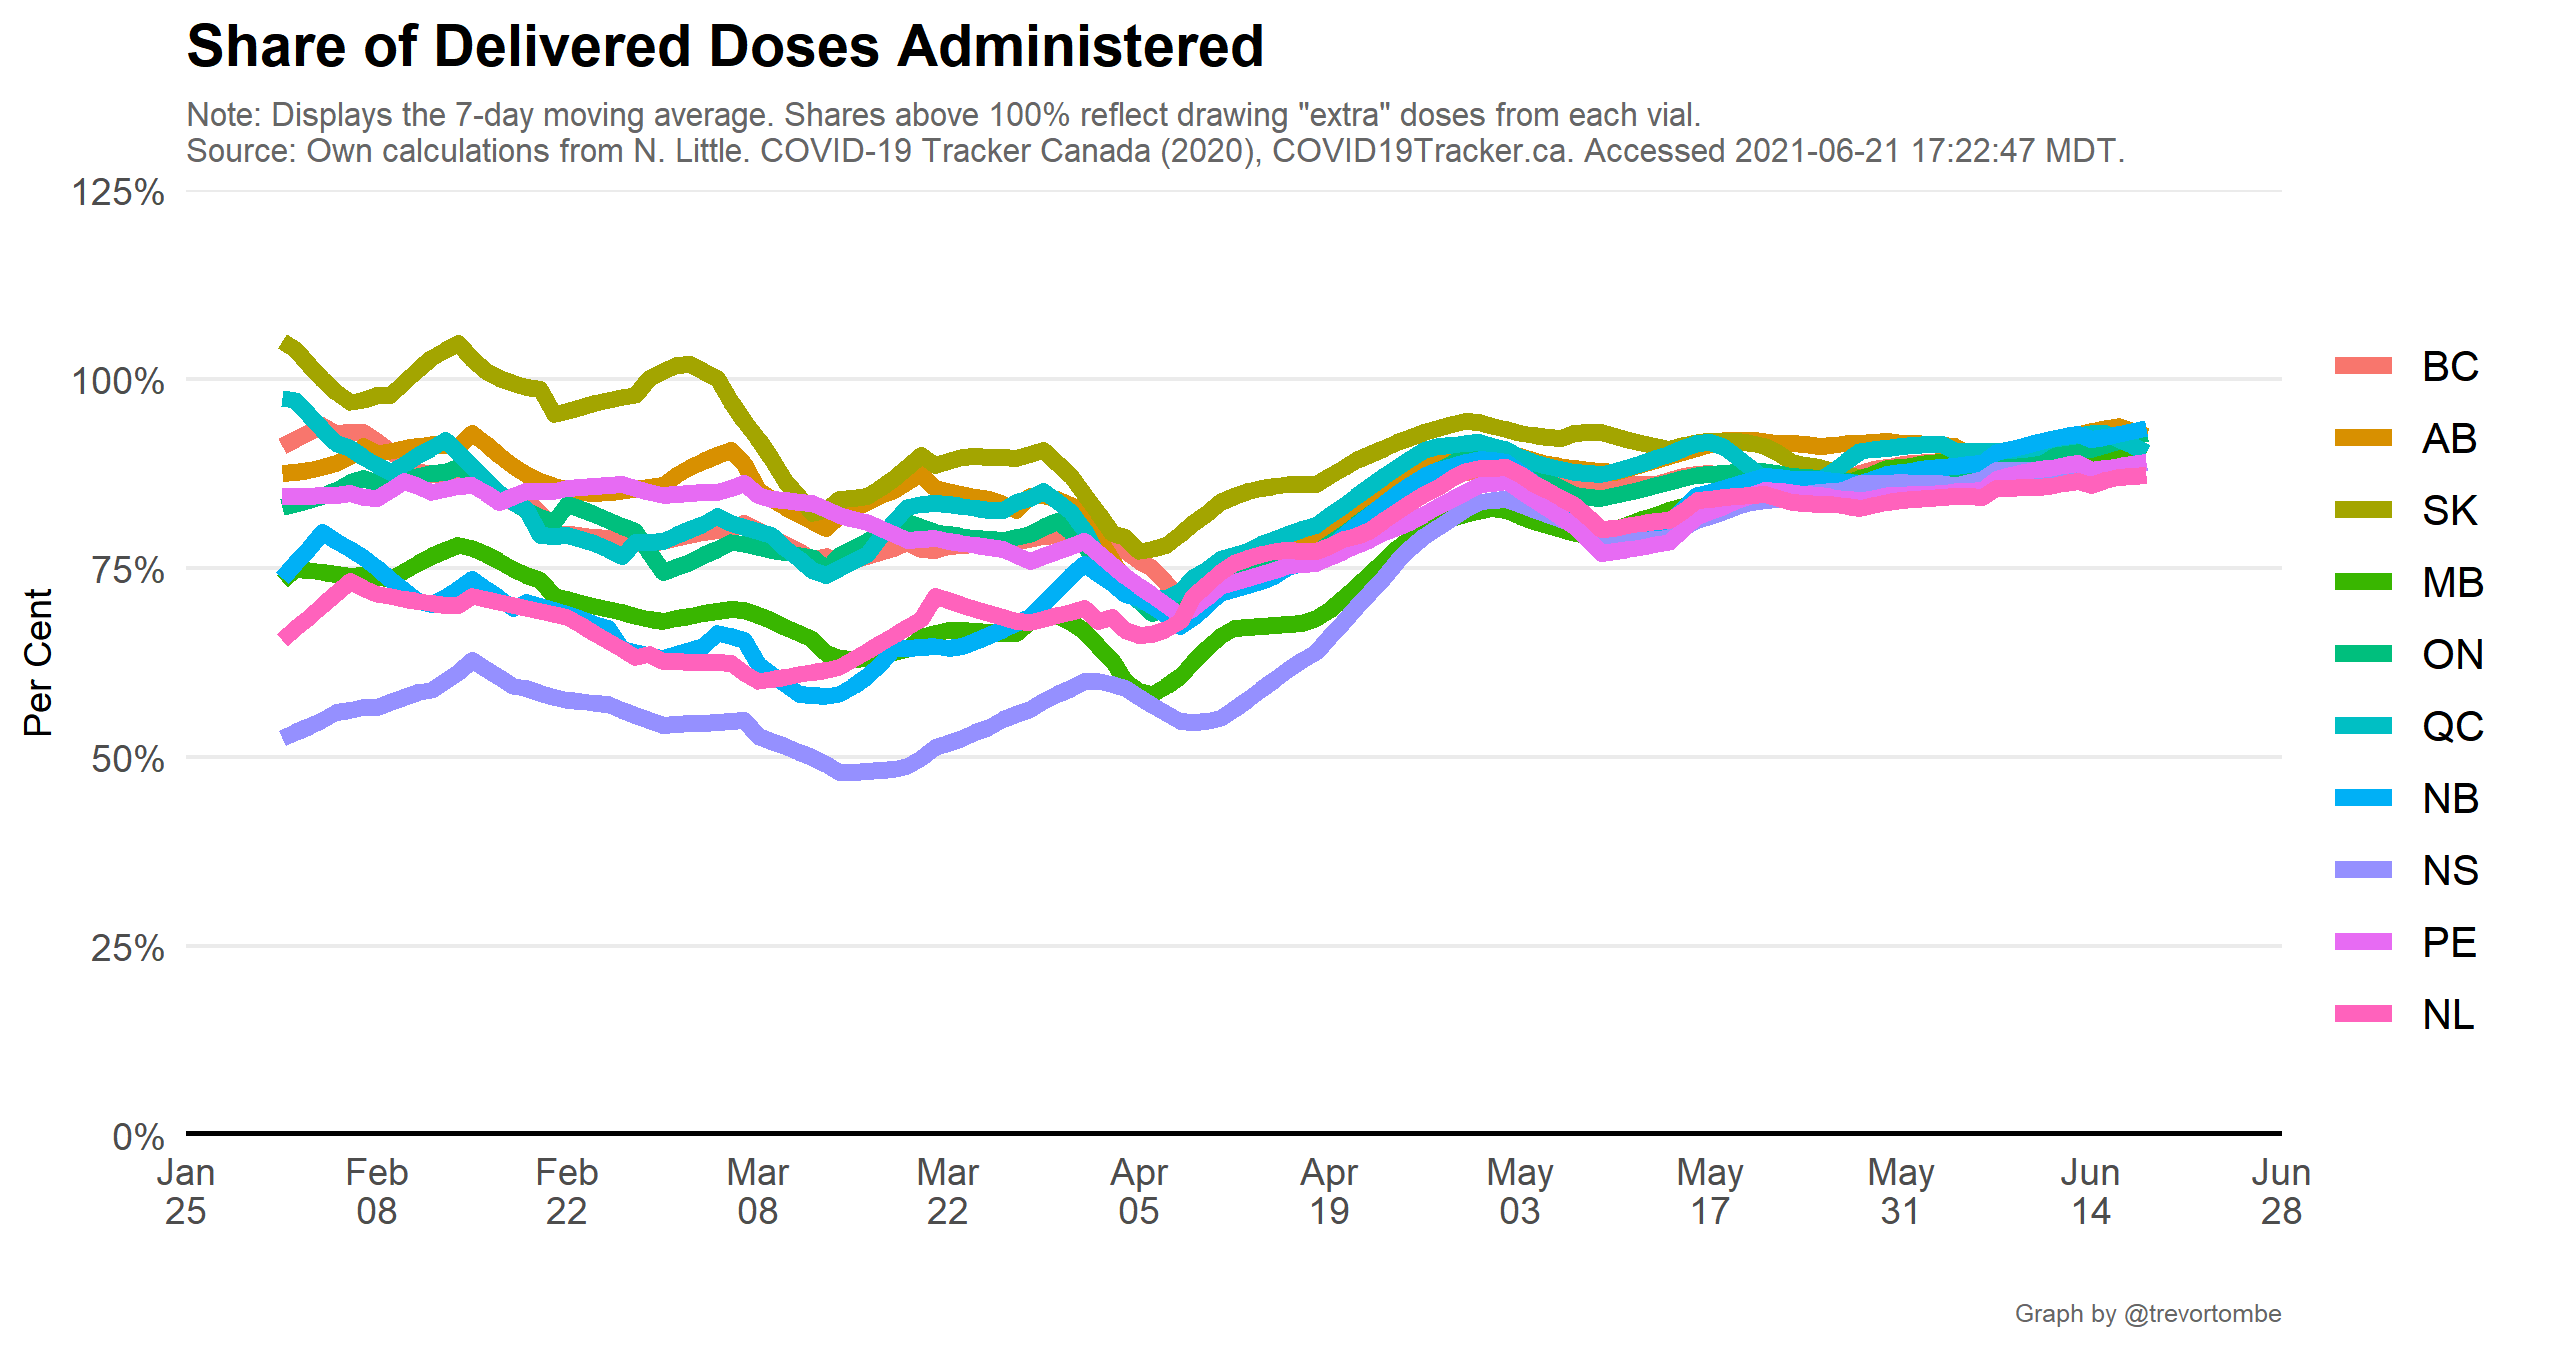 Share of Delivered Doses Administered
Note: Displays the 7-day moving average. Shares above 100% reflect drawing "extra" doses from each vial.
Source: Own calculations from N. Little. COVID-19 Tracker Canada (2020), COVID19Tracker.ca. Accessed 2021-06-21 17:22:47 MDT.
125%
100%
75%
50%
25%
0%
Per Cent
BC
AB
SK
MB
ON
QC
NB
NS
PE
NL
Jan Feb Feb Mar Mar Apr Apr May May May Jun Jun
25 08 22 08 22 05 19 03 17 31 14 28
Graph by @trevortombe